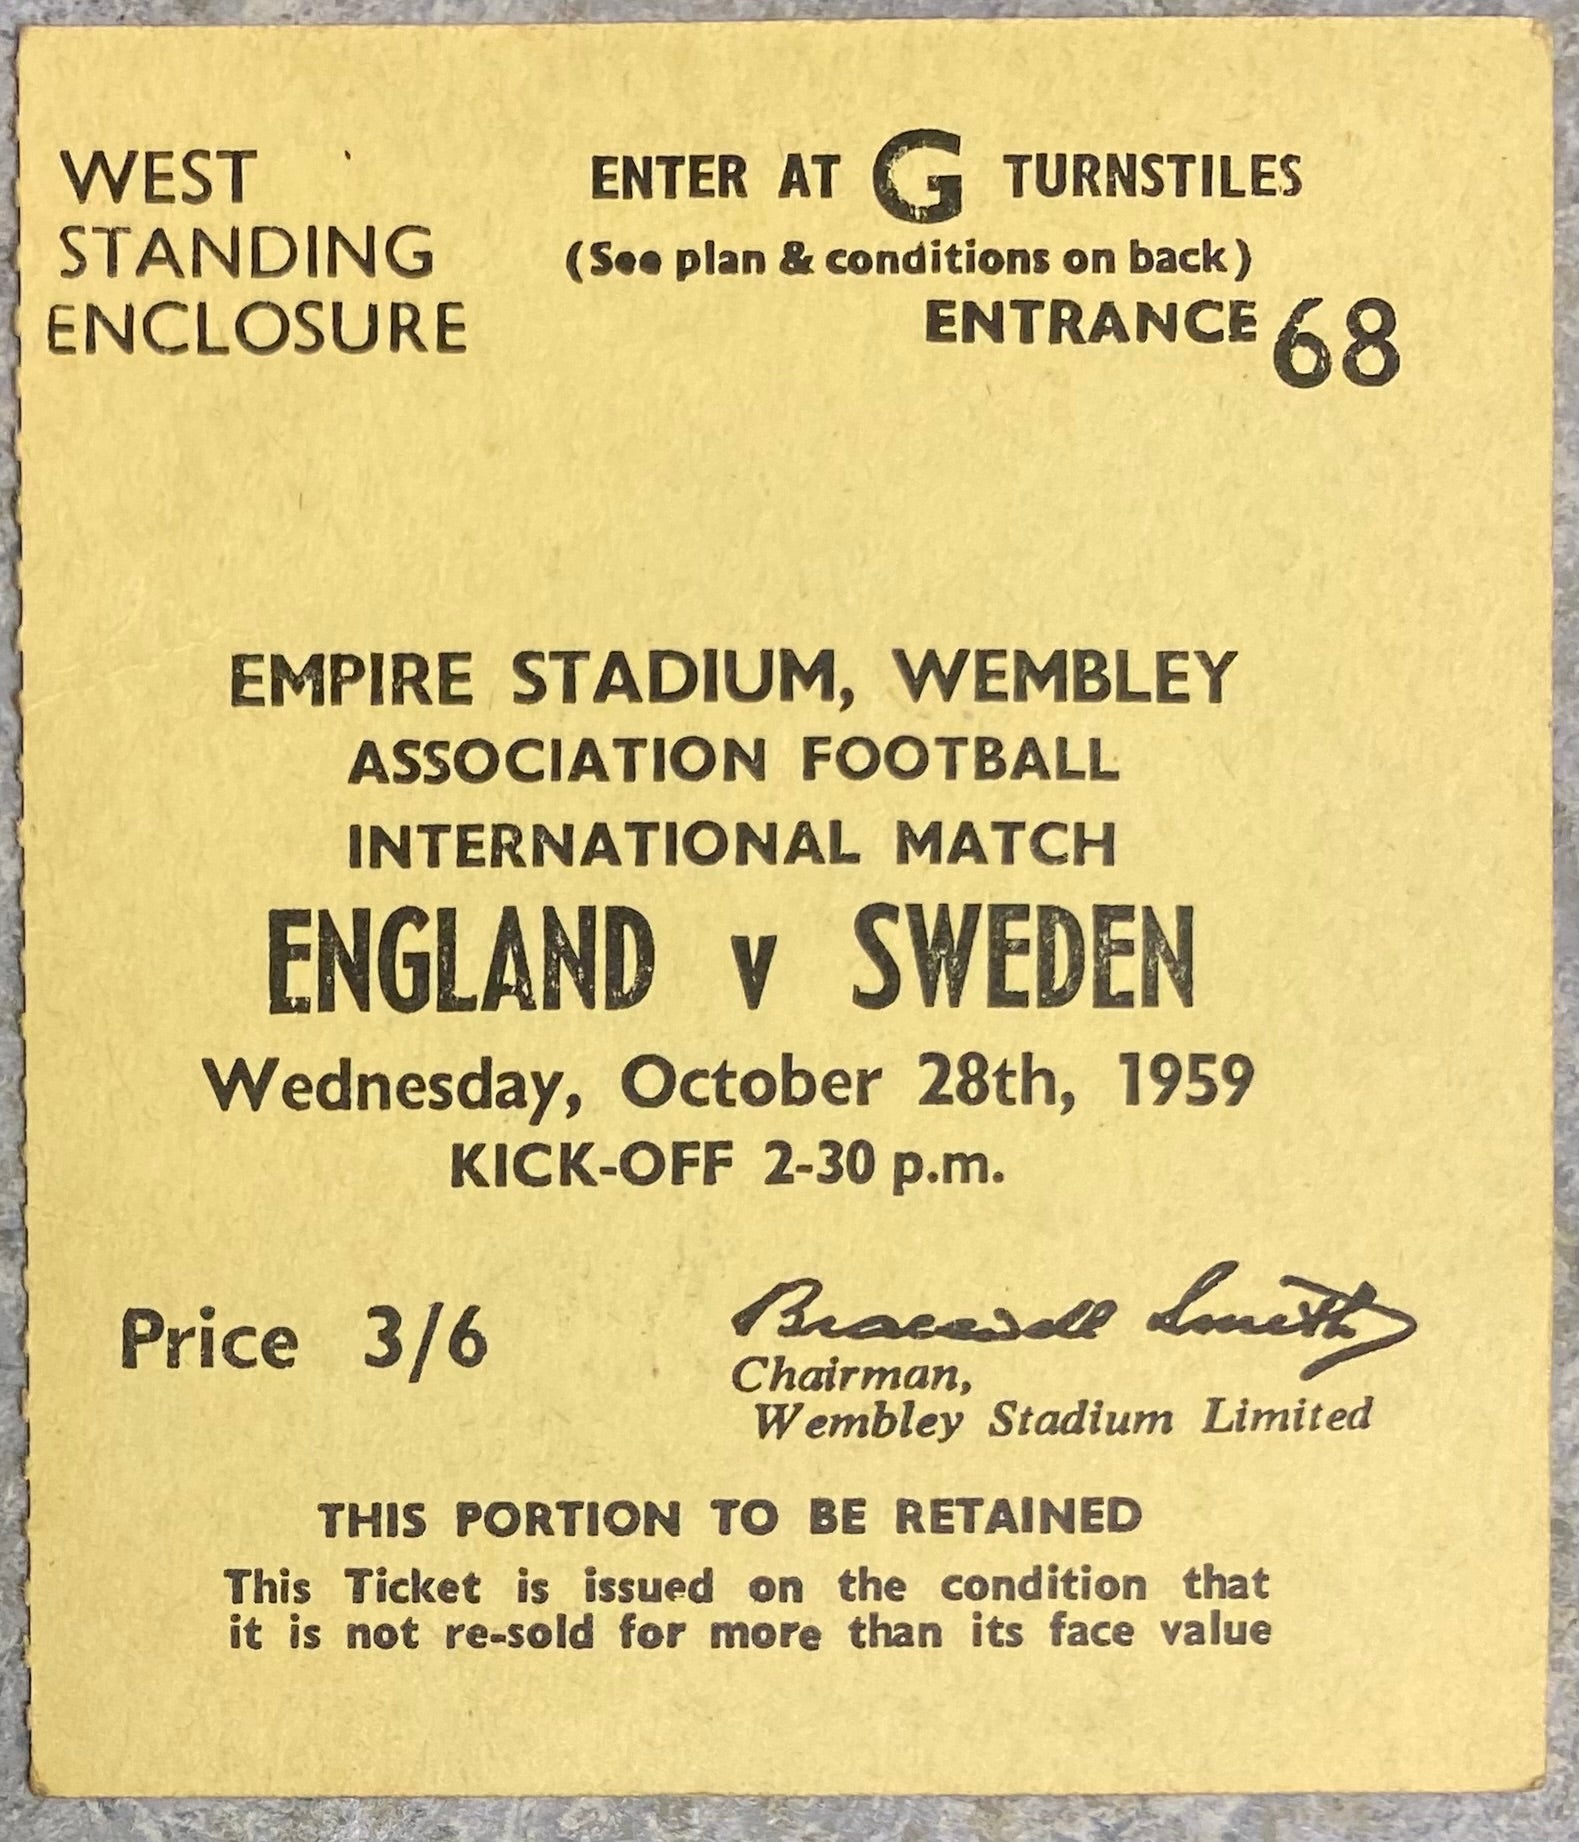 WEST
STANDING
ENCLOSURE
ENTER AT G TURNSTILES
(See plan & conditions on back)
ENTRANCE 68
EMPIRE STADIUM, WEMBLEY
ASSOCIATION FOOTBALL
INTERNATIONAL MATCH
ENGLAND v SWEDEN
Wednesday, October 28th, 1959
KICK-OFF 2-30 p.m.
Price 3/6
Bracewell Smith
Chairman,
Wembley Stadium Limited
THIS PORTION TO BE RETAINED
This Ticket is issued on the condition that
it is not re-sold for more than its face value